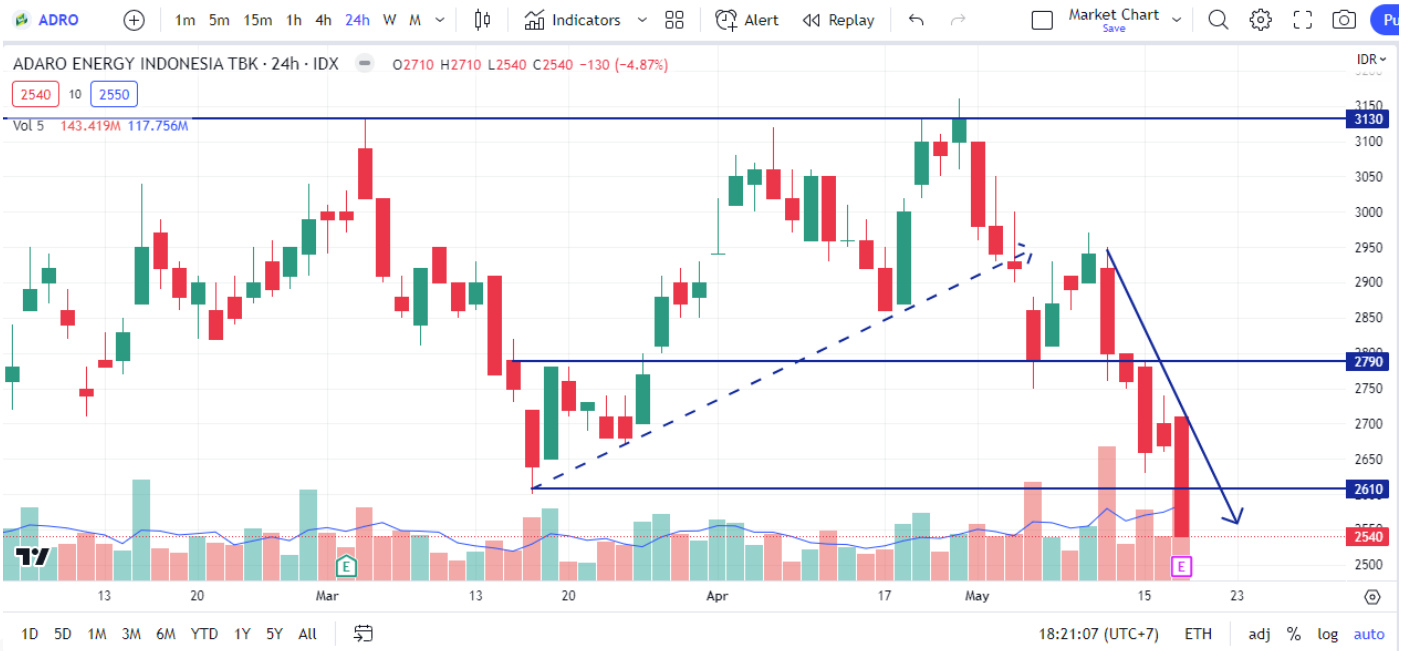 ADRO 1m 5m 15m 1h 4h 24h W M Indicators Alert Replay Market Chart Save Pu
ADARO ENERGY INDONESIA TBK · 24h · IDX O2710 H2710 L2540 C2540 −130 (−4.87%) IDR
2540 10 2550
Vol 5 143.419M 117.756M
3150
3130
3100
3050
3000
2950
2900
2850
2790
2750
2700
2650
2610
2540
2500
E E
13 20 Mar 13 20 Apr 17 May 15 23
1D 5D 1M 3M 6M YTD 1Y 5Y All 18:21:07 (UTC+7) ETH adj % log auto